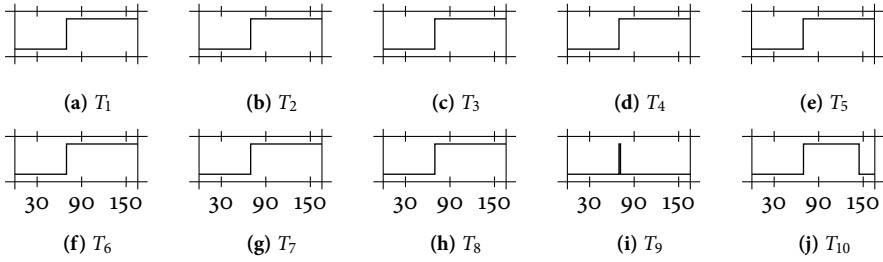 (a) T1 (b) T2 (c) T3 (d) T4 (e) T5
30 90 150 30 90 150 30 90 150 30 90 150 30 90 150
(f) T6 (g) T7 (h) T8 (i) T9 (j) T10